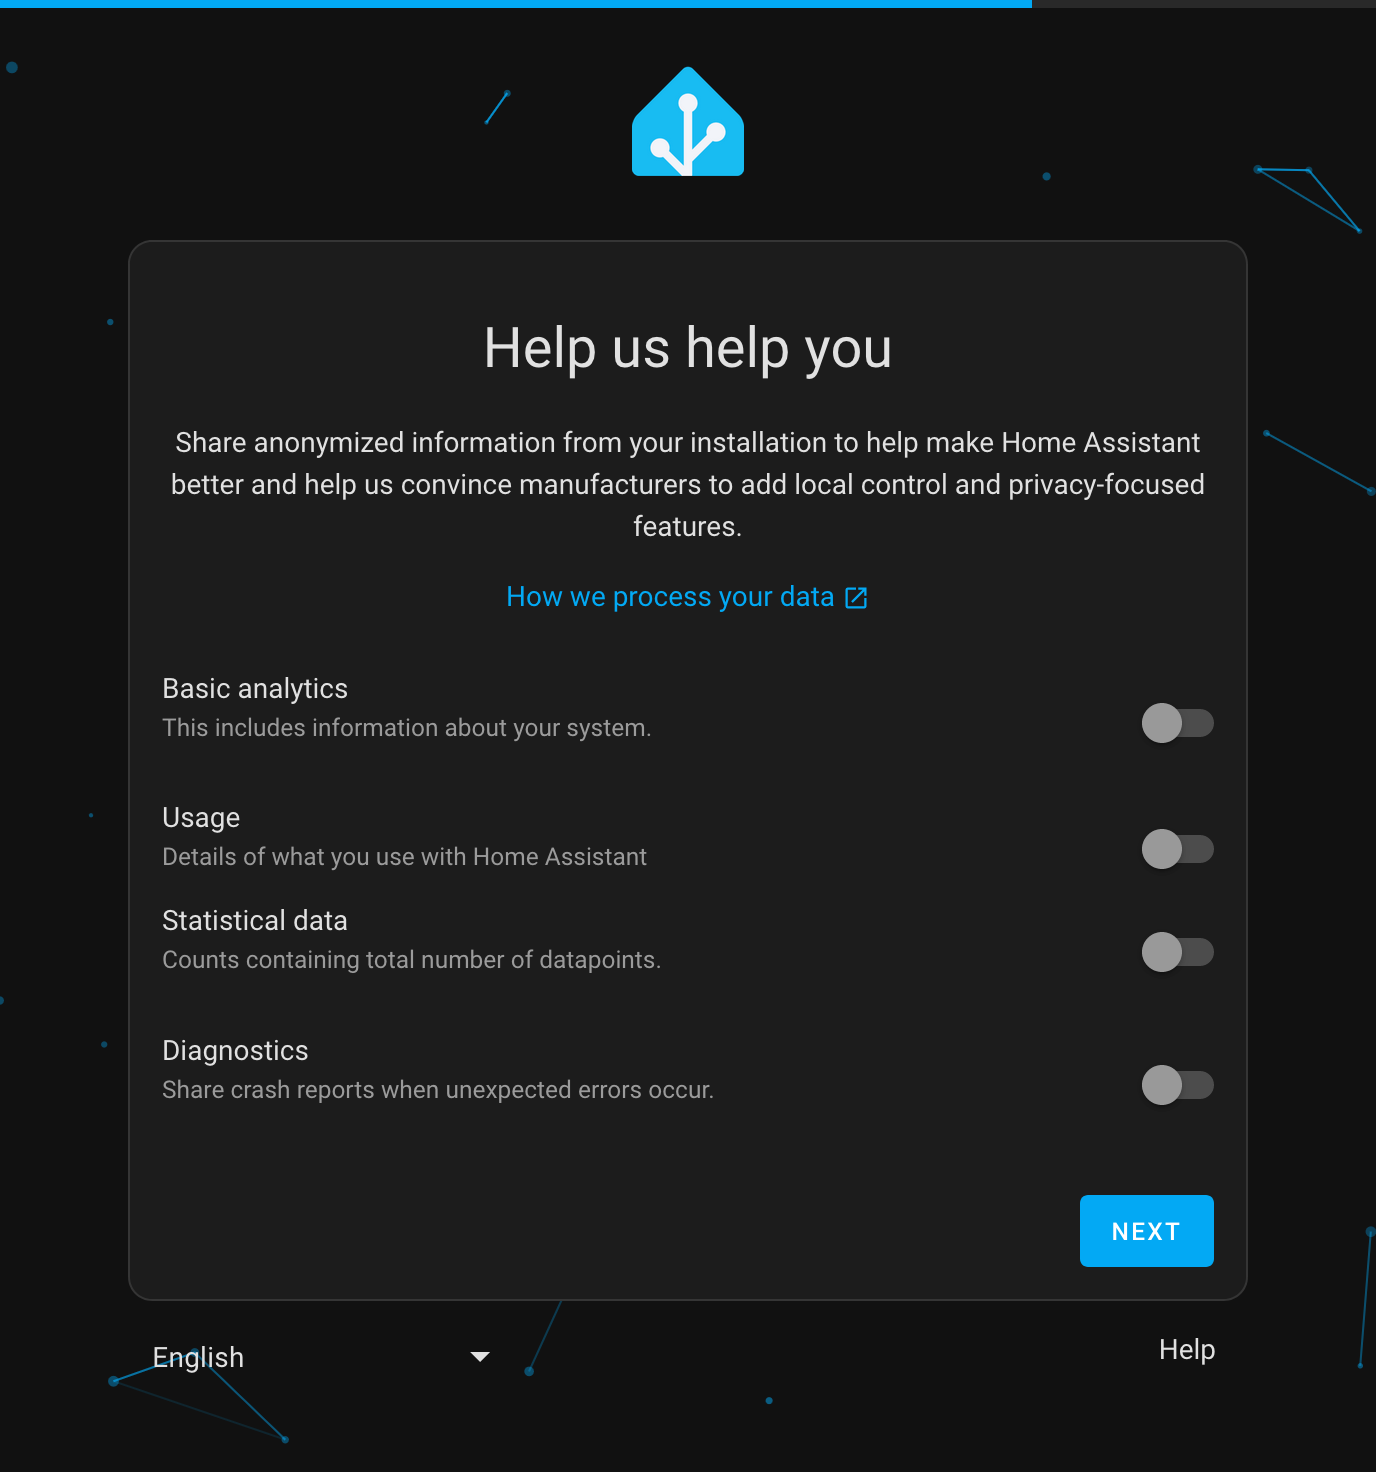 Help us help you
Share anonymized information from your installation to help make Home Assistant
better and help us convince manufacturers to add local control and privacy-focused
features.
How we process your data
Basic analytics
This includes information about your system.
Usage
Details of what you use with Home Assistant
Statistical data
Counts containing total number of datapoints.
Diagnostics
Share crash reports when unexpected errors occur.
NEXT
English
Help